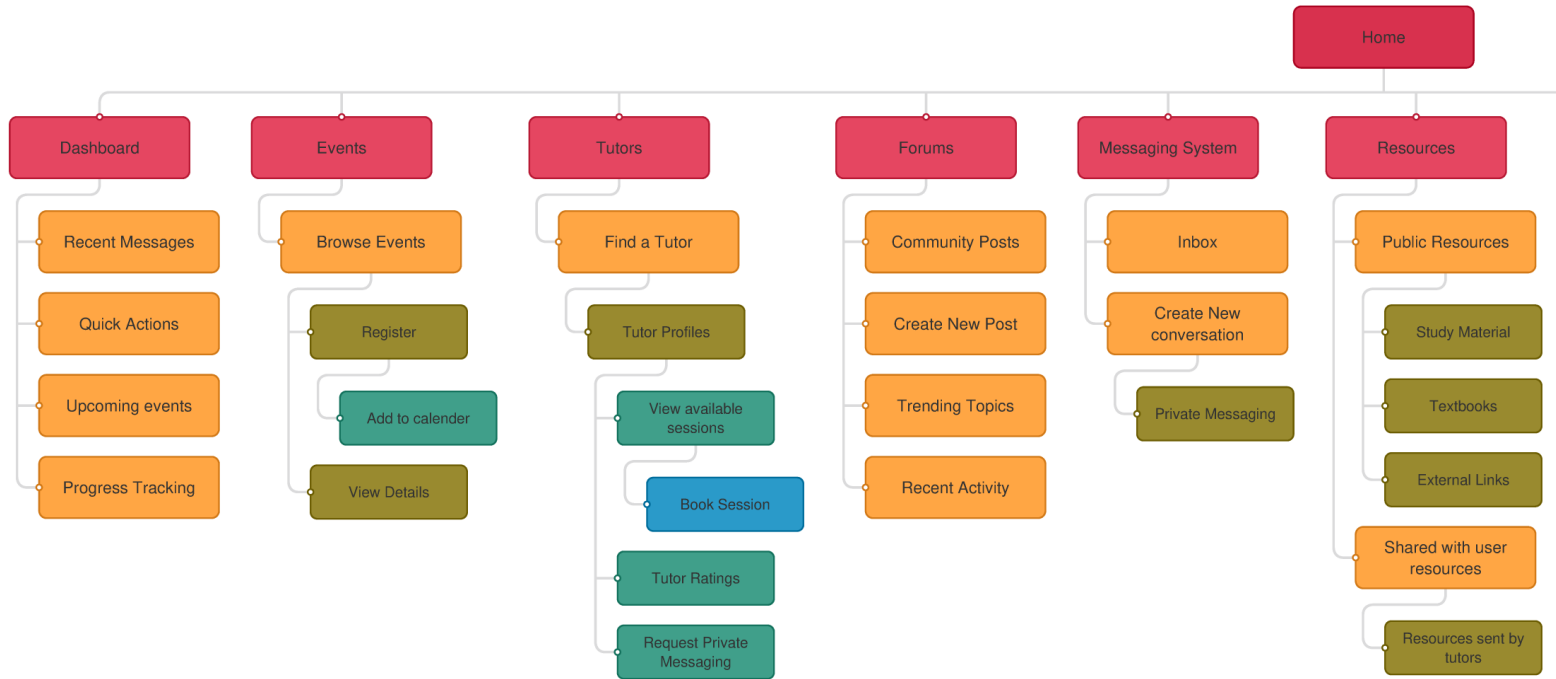 Home
Dashboard
Recent Messages
Quick Actions
Upcoming events
Progress Tracking
Events
Browse Events
Register
Add to calender
View Details
Tutors
Find a Tutor
Tutor Profiles
View available
sessions
Book Session
Tutor Ratings
Request Private
Messaging
Forums
Community Posts
Create New Post
Trending Topics
Recent Activity
Messaging System
Inbox
Create New
conversation
Private Messaging
Resources
Public Resources
Study Material
Textbooks
External Links
Shared with user
resources
Resources sent by
tutors